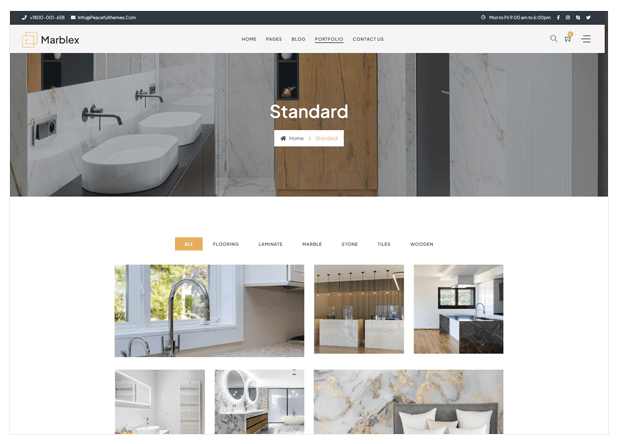 +1800-001-658 Info@Peacefulthemes.Com Mon to Fri 9:00 am to 6:00pm
Marblex HOME PAGES BLOG PORTFOLIO CONTACT US
Standard
Home Standard
ALL FLOORING LAMINATE MARBLE STONE TILES WOODEN